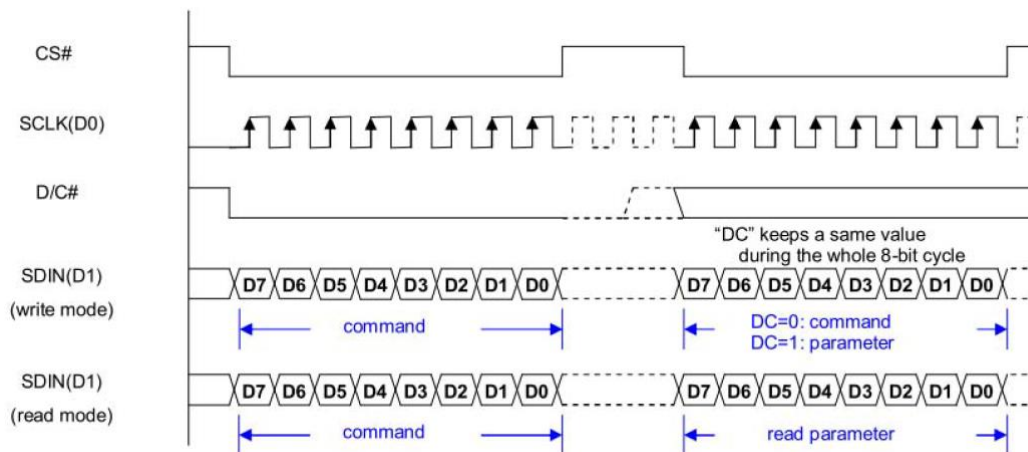 CS#
SCLK(D0)
D/C#
“DC” keeps a same value
during the whole 8-bit cycle
SDIN(D1)
(write mode)
D7 D6 D5 D4 D3 D2 D1 D0 D7 D6 D5 D4 D3 D2 D1 D0
command
DC=0: command
DC=1: parameter
SDIN(D1)
(read mode)
D7 D6 D5 D4 D3 D2 D1 D0 D7 D6 D5 D4 D3 D2 D1 D0
command read parameter